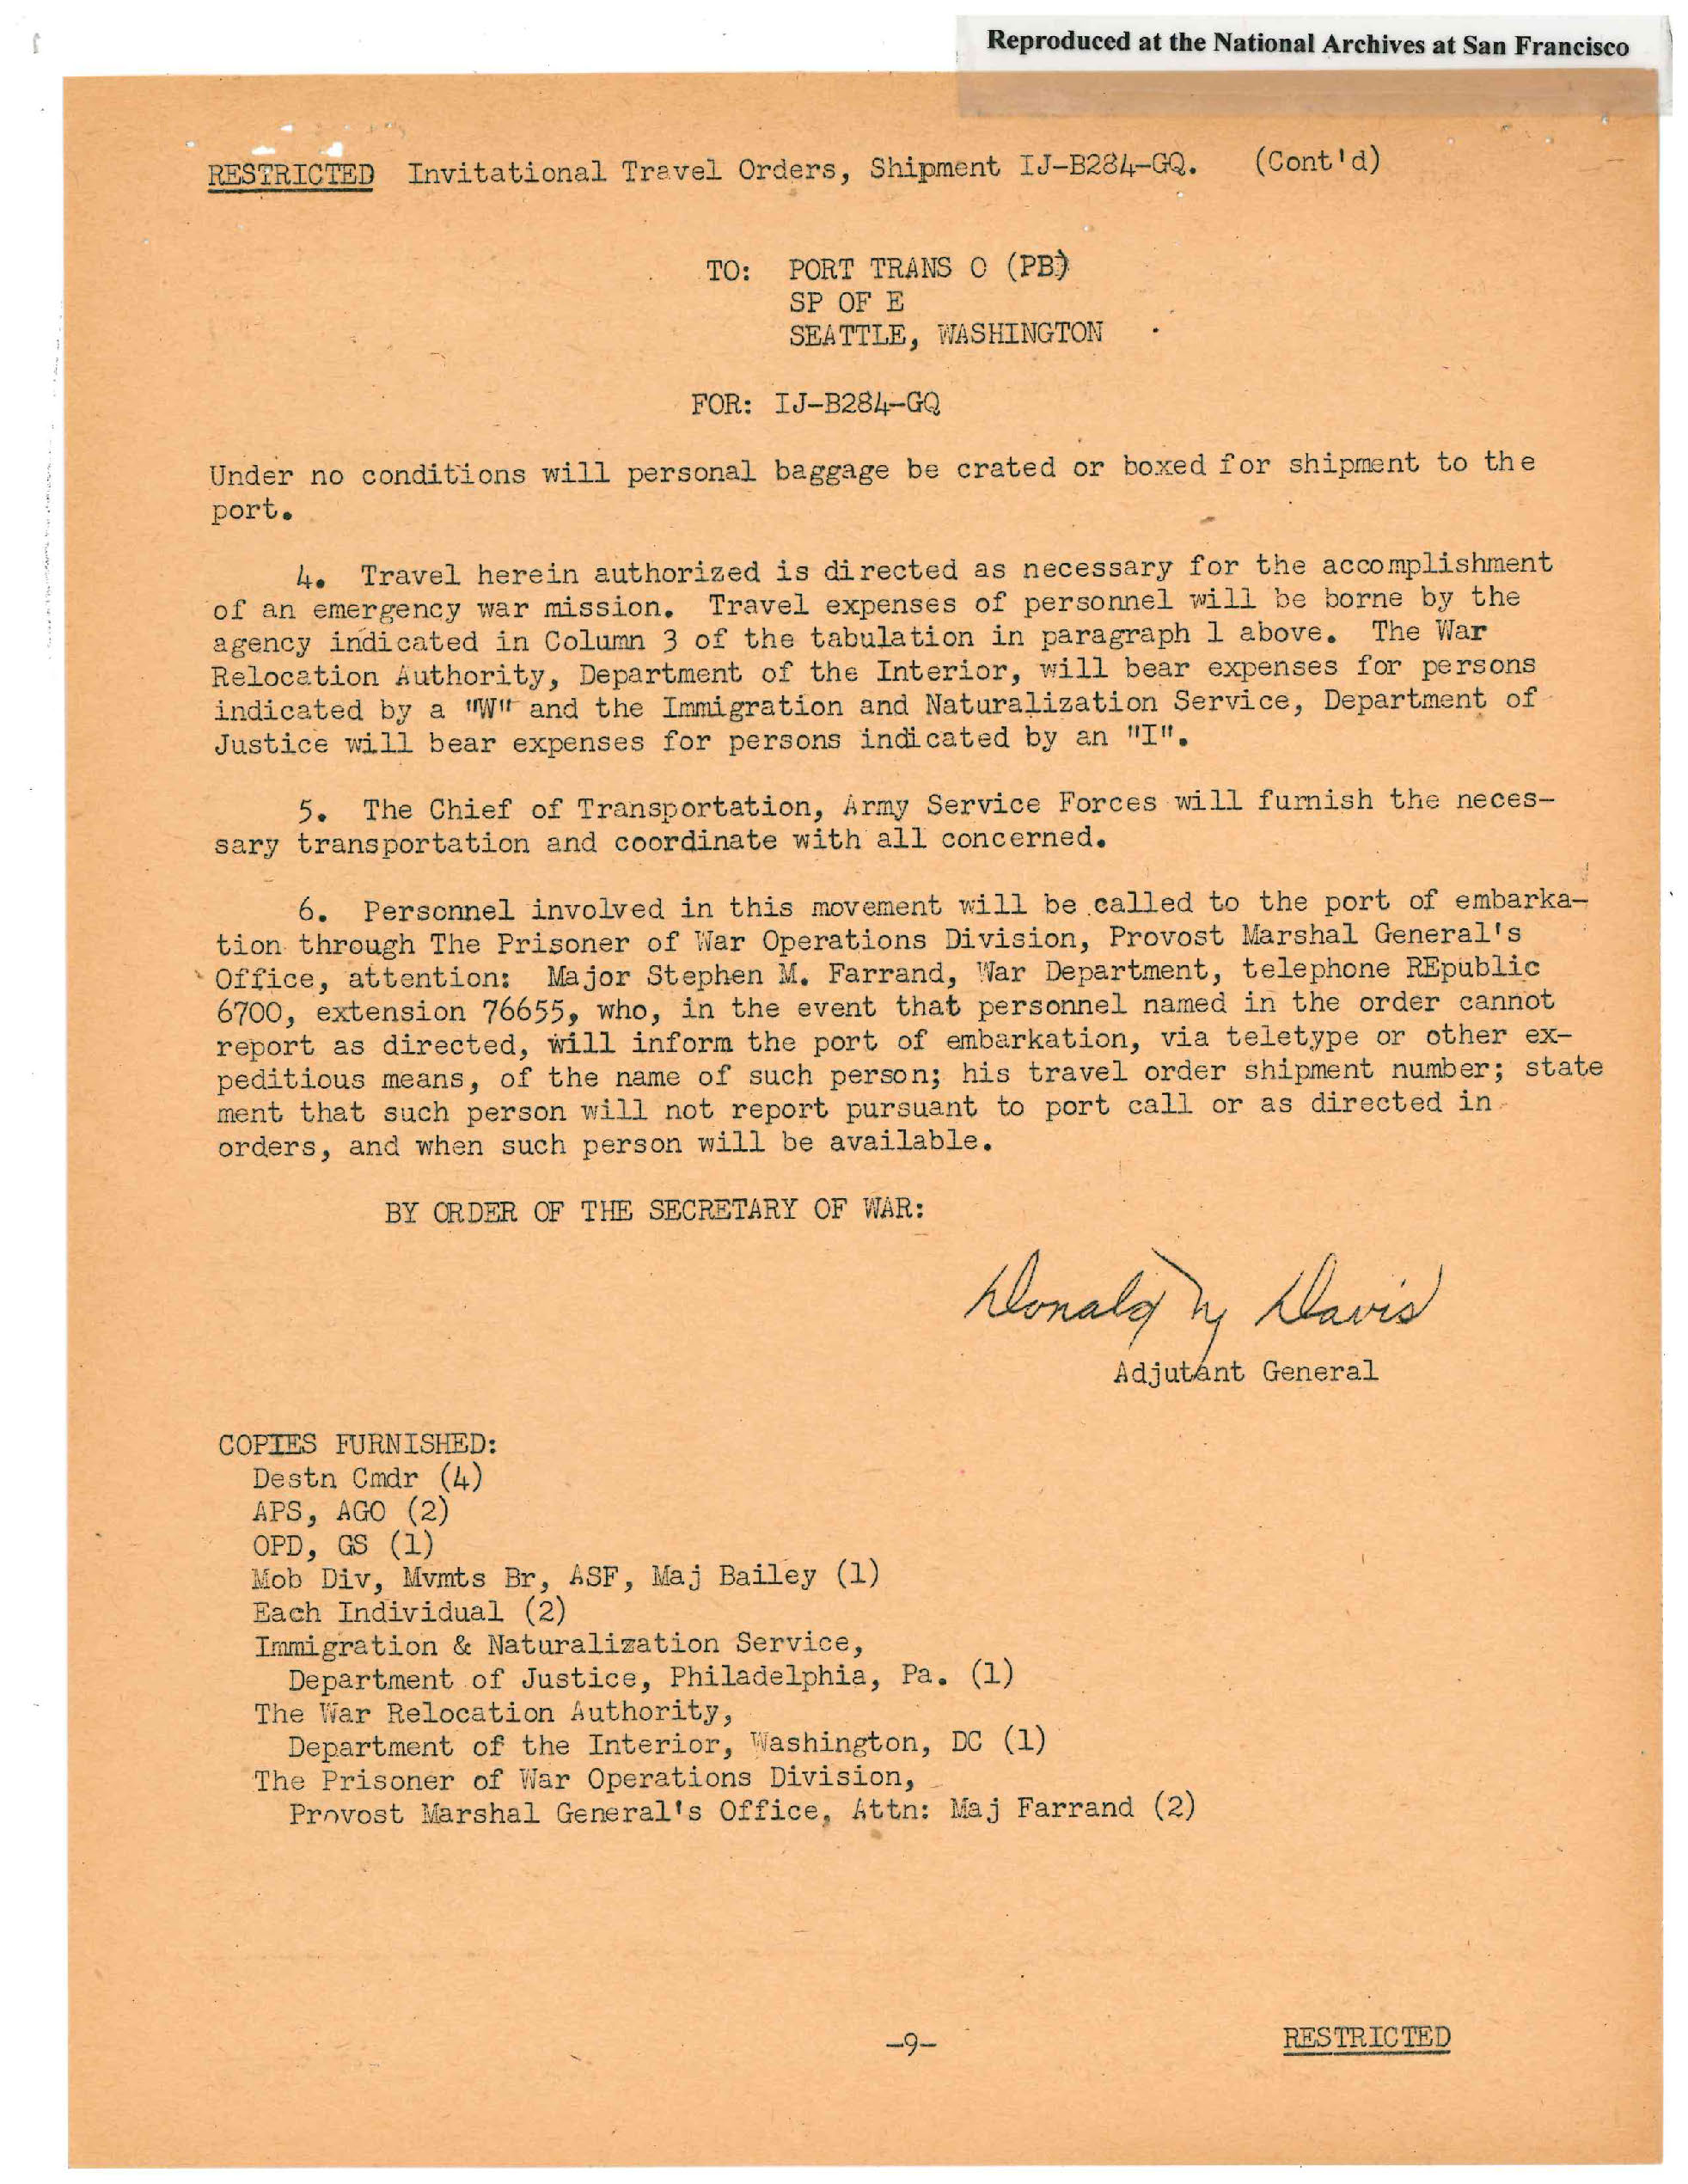 Reproduced at the National Archives at San Francisco
RESTRICTED Invitational Travel Orders, Shipment IJ-B284-GQ. (Cont'd)
TO: PORT TRANS O (PB)
SP OF E
SEATTLE, WASHINGTON
FOR: IJ-B284-GQ
Under no conditions will personal baggage be crated or boxed for shipment to the
port.
4. Travel herein authorized is directed as necessary for the accomplishment
of an emergency war mission. Travel expenses of personnel will be borne by the
agency indicated in Column 3 of the tabulation in paragraph 1 above. The War
Relocation Authority, Department of the Interior, will bear expenses for persons
indicated by a "W" and the Immigration and Naturalization Service, Department of
Justice will bear expenses for persons indicated by an "I".
5. The Chief of Transportation, Army Service Forces will furnish the neces-
sary transportation and coordinate with all concerned.
6. Personnel involved in this movement will be called to the port of embarka-
tion through The Prisoner of War Operations Division, Provost Marshal General's
Office, attention: Major Stephen M. Farrand, War Department, telephone REpublic
6700, extension 76655, who, in the event that personnel named in the order cannot
report as directed, will inform the port of embarkation, via teletype or other ex-
peditious means, of the name of such person; his travel order shipment number; state
ment that such person will not report pursuant to port call or as directed in
orders, and when such person will be available.
BY ORDER OF THE SECRETARY OF WAR:
Donald Davis
Adjutant General
COPIES FURNISHED:
Destn Cmdr (4)
APS, AGO (2)
OPD, GS (1)
Mob Div, Mvmts Br, ASF, Maj Bailey (1)
Each Individual (2)
Immigration & Naturalization Service,
Department of Justice, Philadelphia, Pa. (1)
The War Relocation Authority,
Department of the Interior, Washington, DC (1)
The Prisoner of War Operations Division,
Provost Marshal General's Office, Attn: Maj Farrand (2)
-9-
RESTRICTED